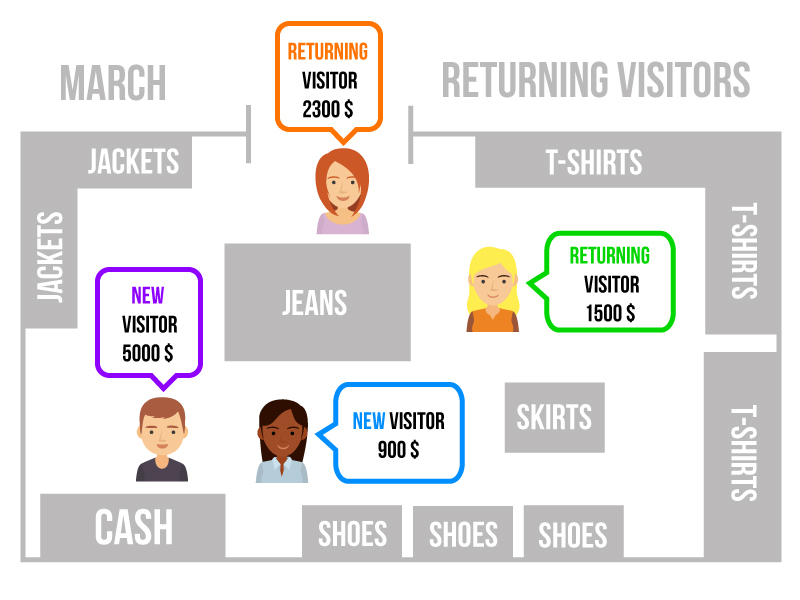 MARCH
RETURNING VISITORS
RETURNING
VISITOR
2300 $
JACKETS
T-SHIRTS
JACKETS
T-SHIRTS
JEANS
RETURNING
VISITOR
1500 $
NEW
VISITOR
5000 $
NEW VISITOR
900 $
SKIRTS
T-SHIRTS
CASH
SHOES
SHOES
SHOES